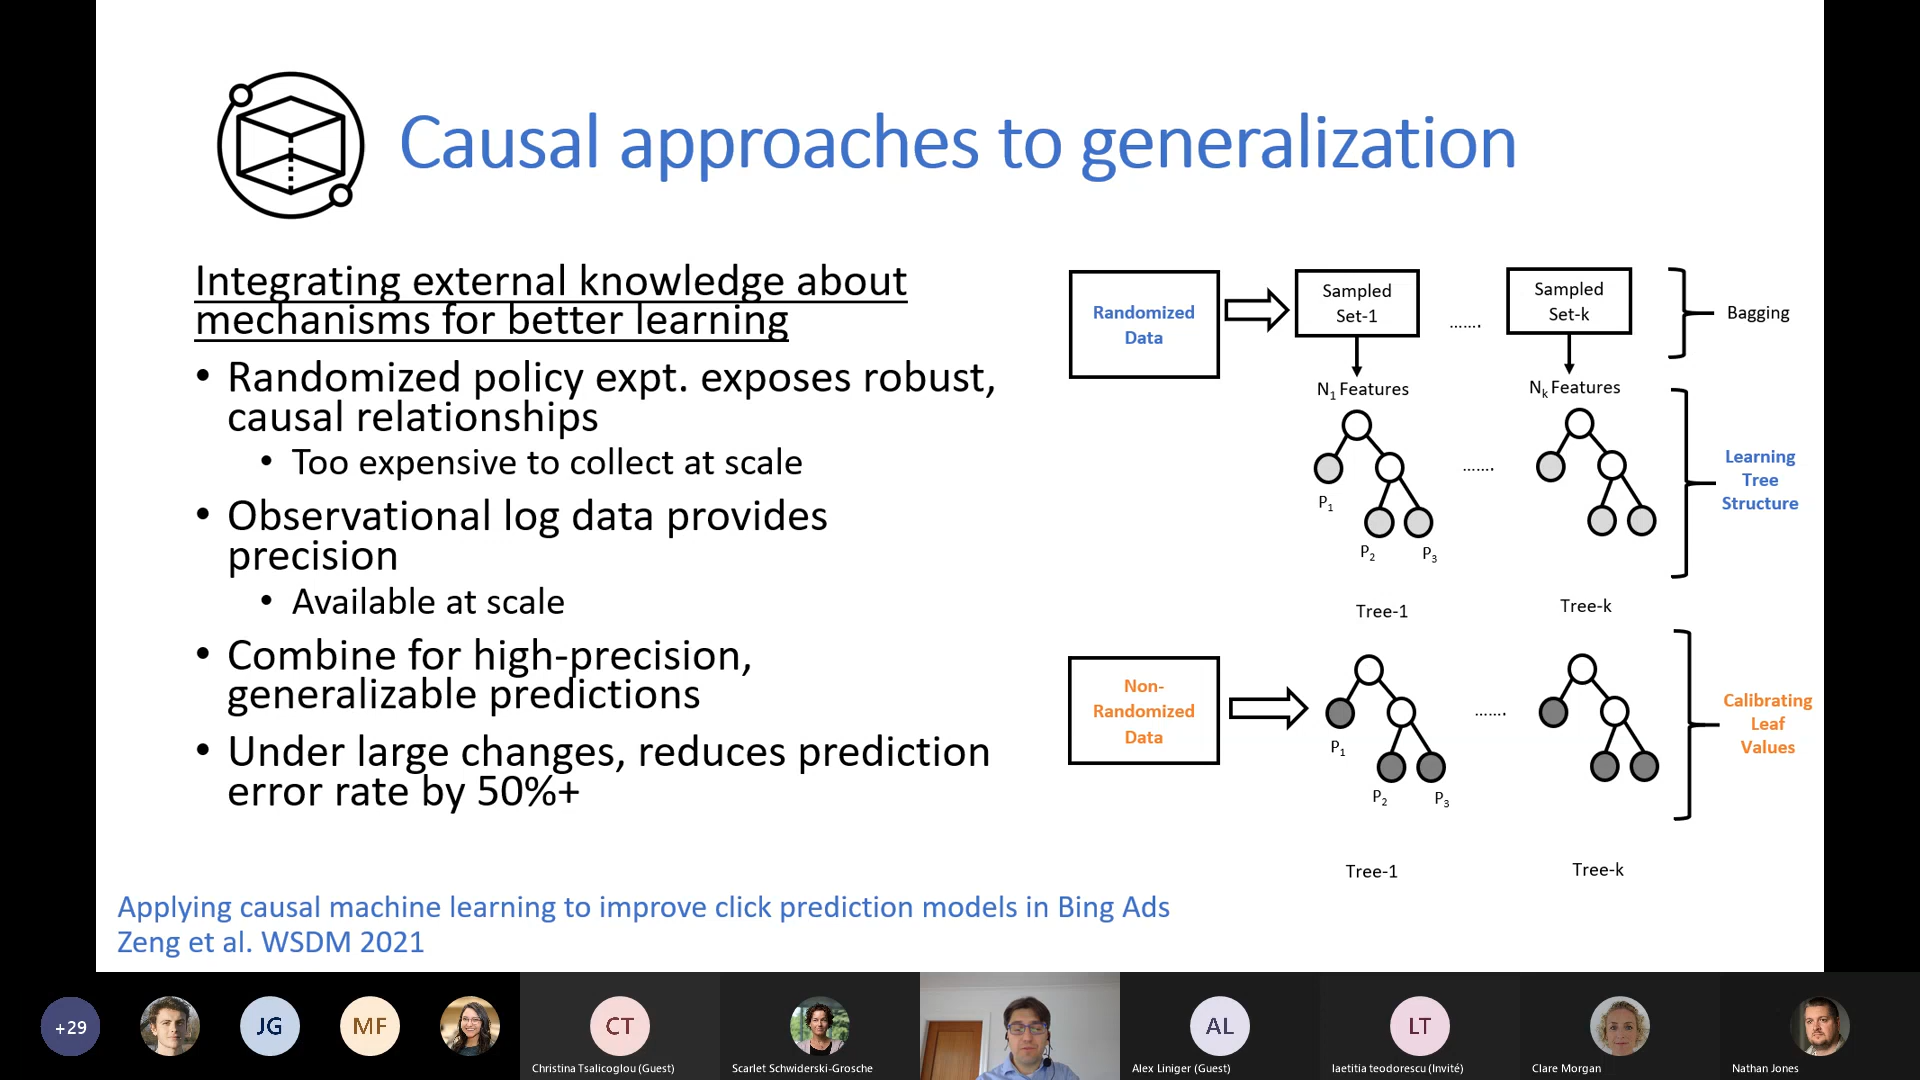 Causal approaches to generalization
Integrating external knowledge about
mechanisms for better learning
• Randomized policy expt. exposes robust,
causal relationships
• Too expensive to collect at scale
• Observational log data provides
precision
• Available at scale
• Combine for high-precision,
generalizable predictions
• Under large changes, reduces prediction
error rate by 50%+
Randomized
Data
Sampled
Set-1
.......
Sampled
Set-k
Bagging
N1 Features
Nk Features
.......
P1
P2
P3
Learning
Tree
Structure
Tree-1
Tree-k
Non-
Randomized
Data
.......
P1
P2
P3
Calibrating
Leaf
Values
Tree-1
Tree-k
Applying causal machine learning to improve click prediction models in Bing Ads
Zeng et al. WSDM 2021
+29
JG
MF
CT
AL
LT
Christina Tsalicoglou (Guest)
Scarlet Schwiderski-Grosche
Alex Liniger (Guest)
laetitia teodorescu (Invité)
Clare Morgan
Nathan Jones